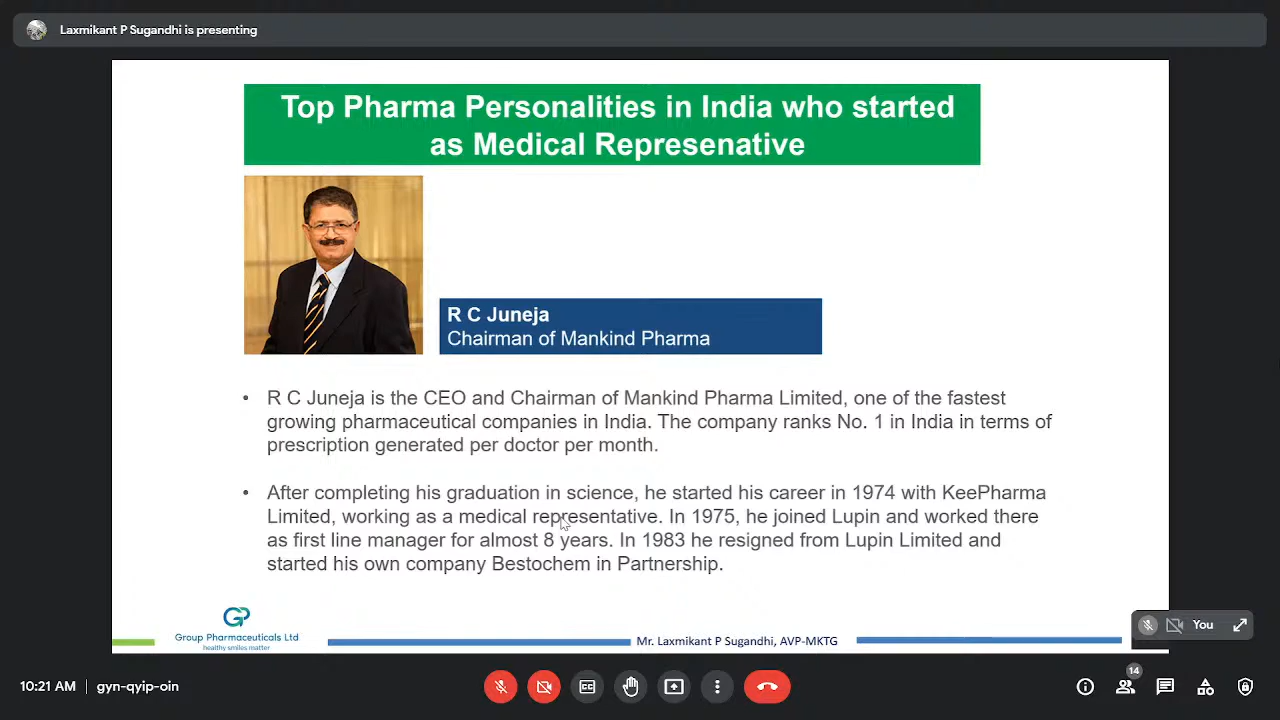 Laxmikant P Sugandhi is presenting
Top Pharma Personalities in India who started
as Medical Represenative
R C Juneja
Chairman of Mankind Pharma
• R C Juneja is the CEO and Chairman of Mankind Pharma Limited, one of the fastest
growing pharmaceutical companies in India. The company ranks No. 1 in India in terms of
prescription generated per doctor per month.
• After completing his graduation in science, he started his career in 1974 with KeePharma
Limited, working as a medical representative. In 1975, he joined Lupin and worked there
as first line manager for almost 8 years. In 1983 he resigned from Lupin Limited and
started his own company Bestochem in Partnership.
GP
Group Pharmaceuticals Ltd
healthy smiles matter
Mr. Laxmikant P Sugandhi, AVP-MKTG
You
10:21 AM | gyn-qyip-oin
14